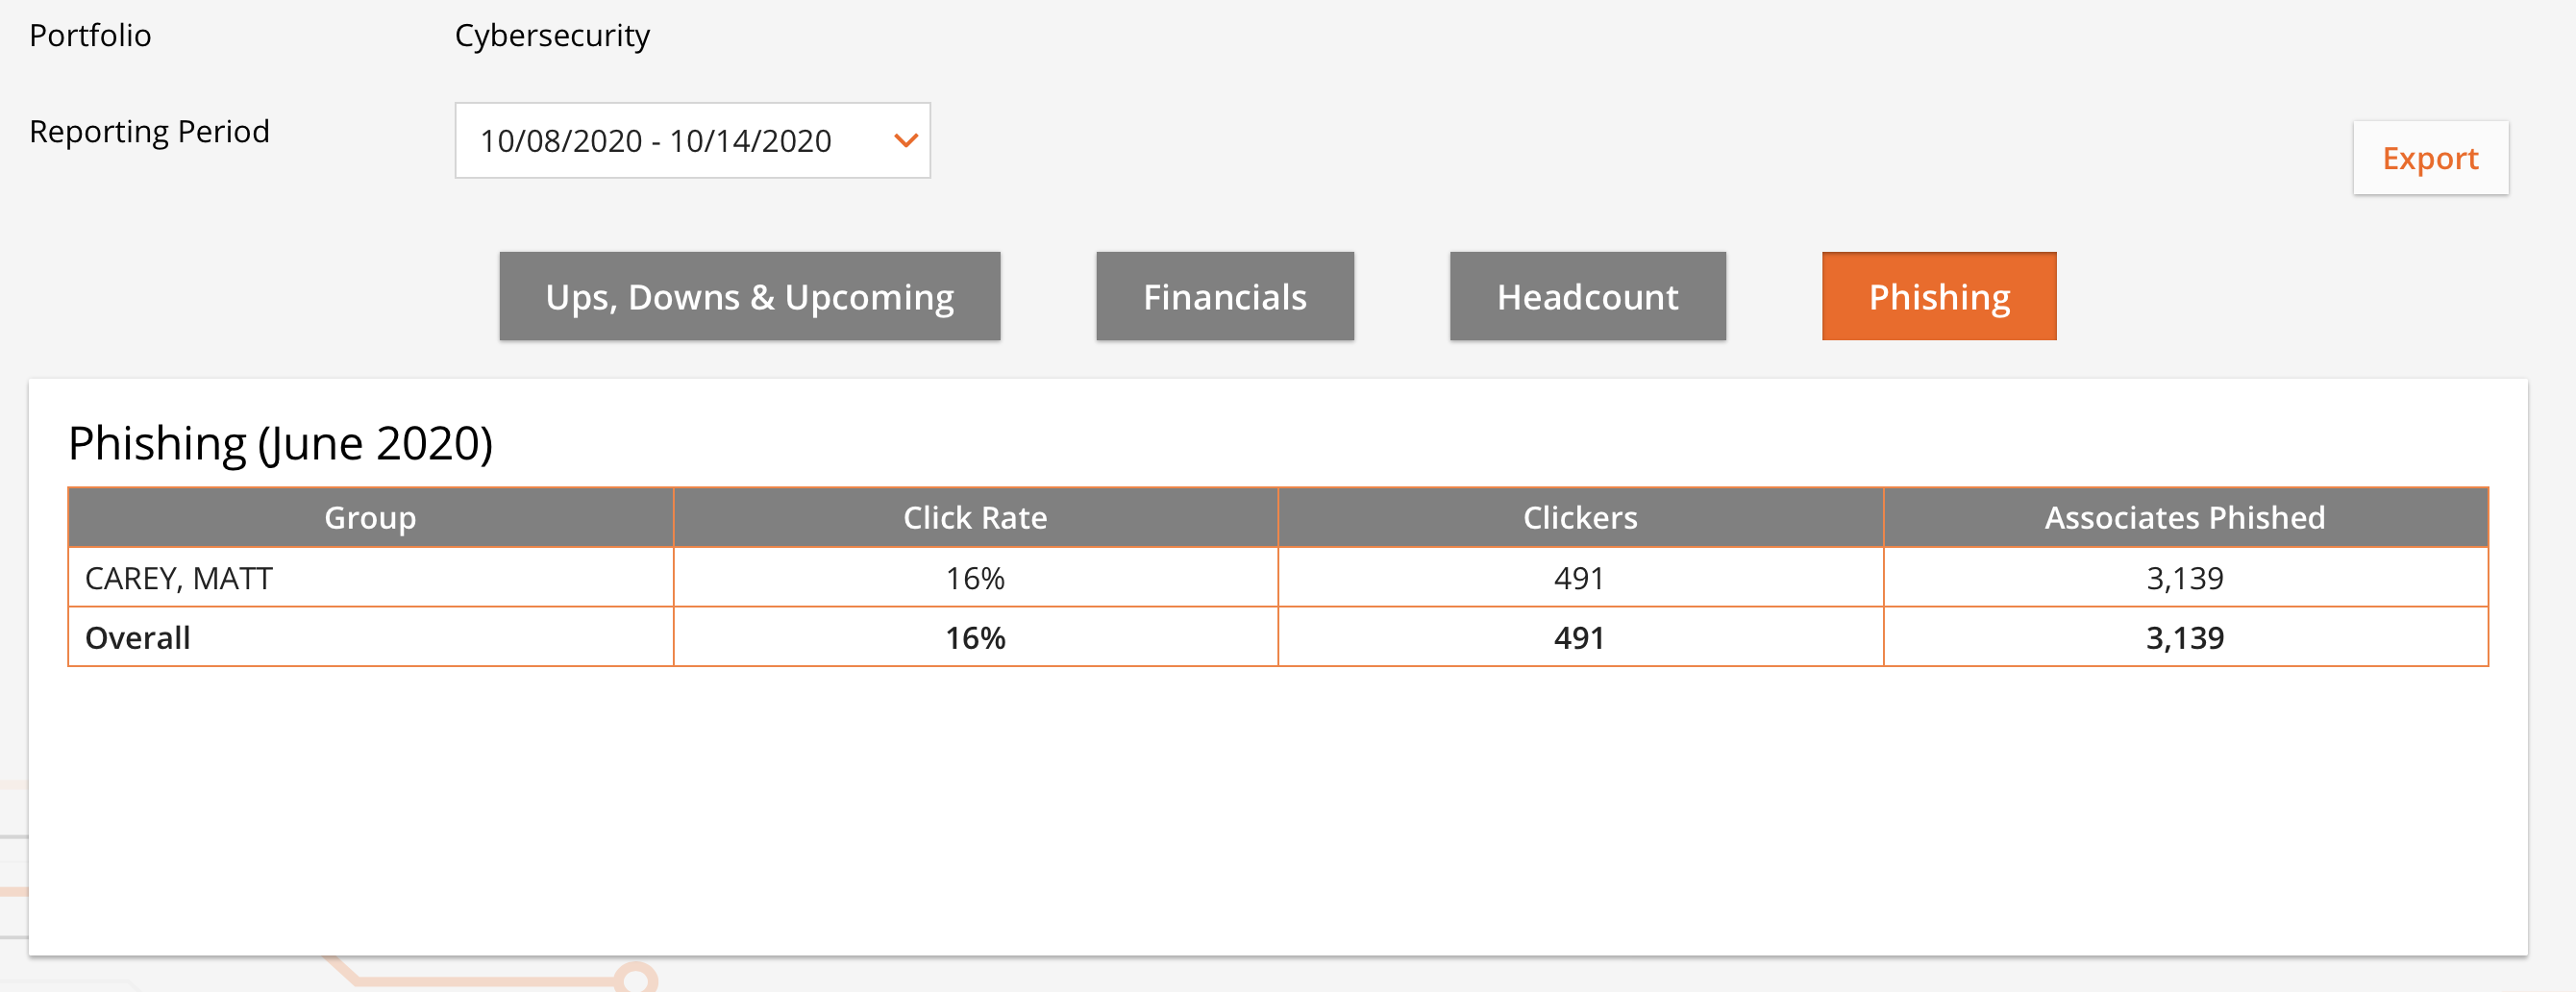 Portfolio Cybersecurity
Reporting Period 10/08/2020 - 10/14/2020
Export
Ups, Downs & Upcoming Financials Headcount Phishing
Phishing (June 2020)
Group Click Rate Clickers Associates Phished
CAREY, MATT 16% 491 3,139
Overall 16% 491 3,139